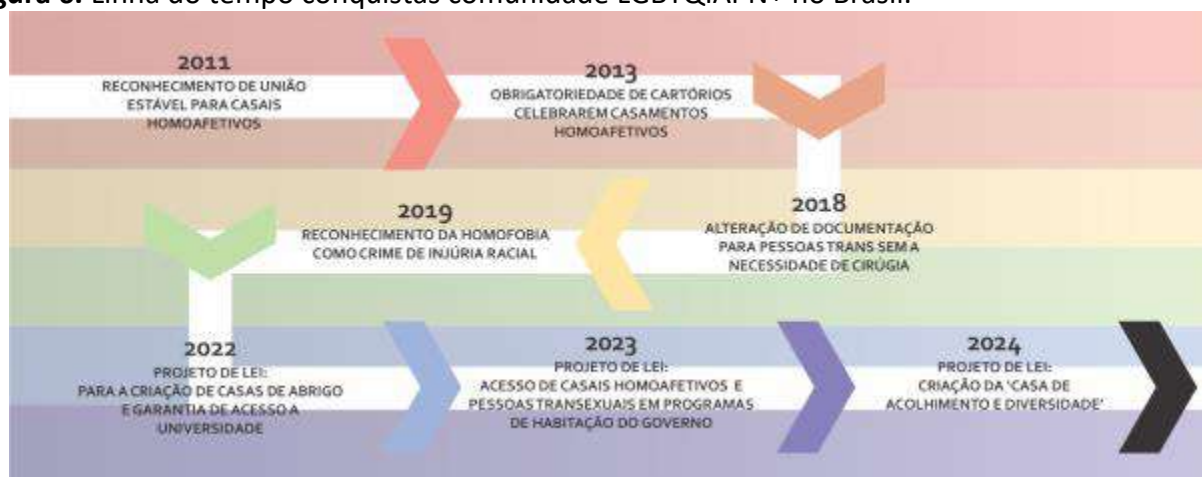 Linha do tempo conquistas comunidade LGBTQIAPN+ no Brasil.
2011
RECONHECIMENTO DE UNIÃO
ESTÁVEL PARA CASAIS
HOMOAFETIVOS
2013
OBRIGATORIEDADE DE CARTÓRIOS
CELEBRAREM CASAMENTOS
HOMOAFETIVOS
2018
ALTERAÇÃO DE DOCUMENTAÇÃO
PARA PESSOAS TRANS SEM A
NECESSIDADE DE CIRÚGIA
2019
RECONHECIMENTO DA HOMOFOBIA
COMO CRIME DE INJÚRIA RACIAL
2022
PROJETO DE LEI:
PARA A CRIAÇÃO DE CASAS DE ABRIGO
E GARANTIA DE ACESSO A
UNIVERSIDADE
2023
PROJETO DE LEI:
ACESSO DE CASAIS HOMOAFETIVOS E
PESSOAS TRANSEXUAIS EM PROGRAMAS
DE HABITAÇÃO DO GOVERNO
2024
PROJETO DE LEI:
CRIAÇÃO DA 'CASA DE
ACOLHIMENTO E DIVERSIDADE'